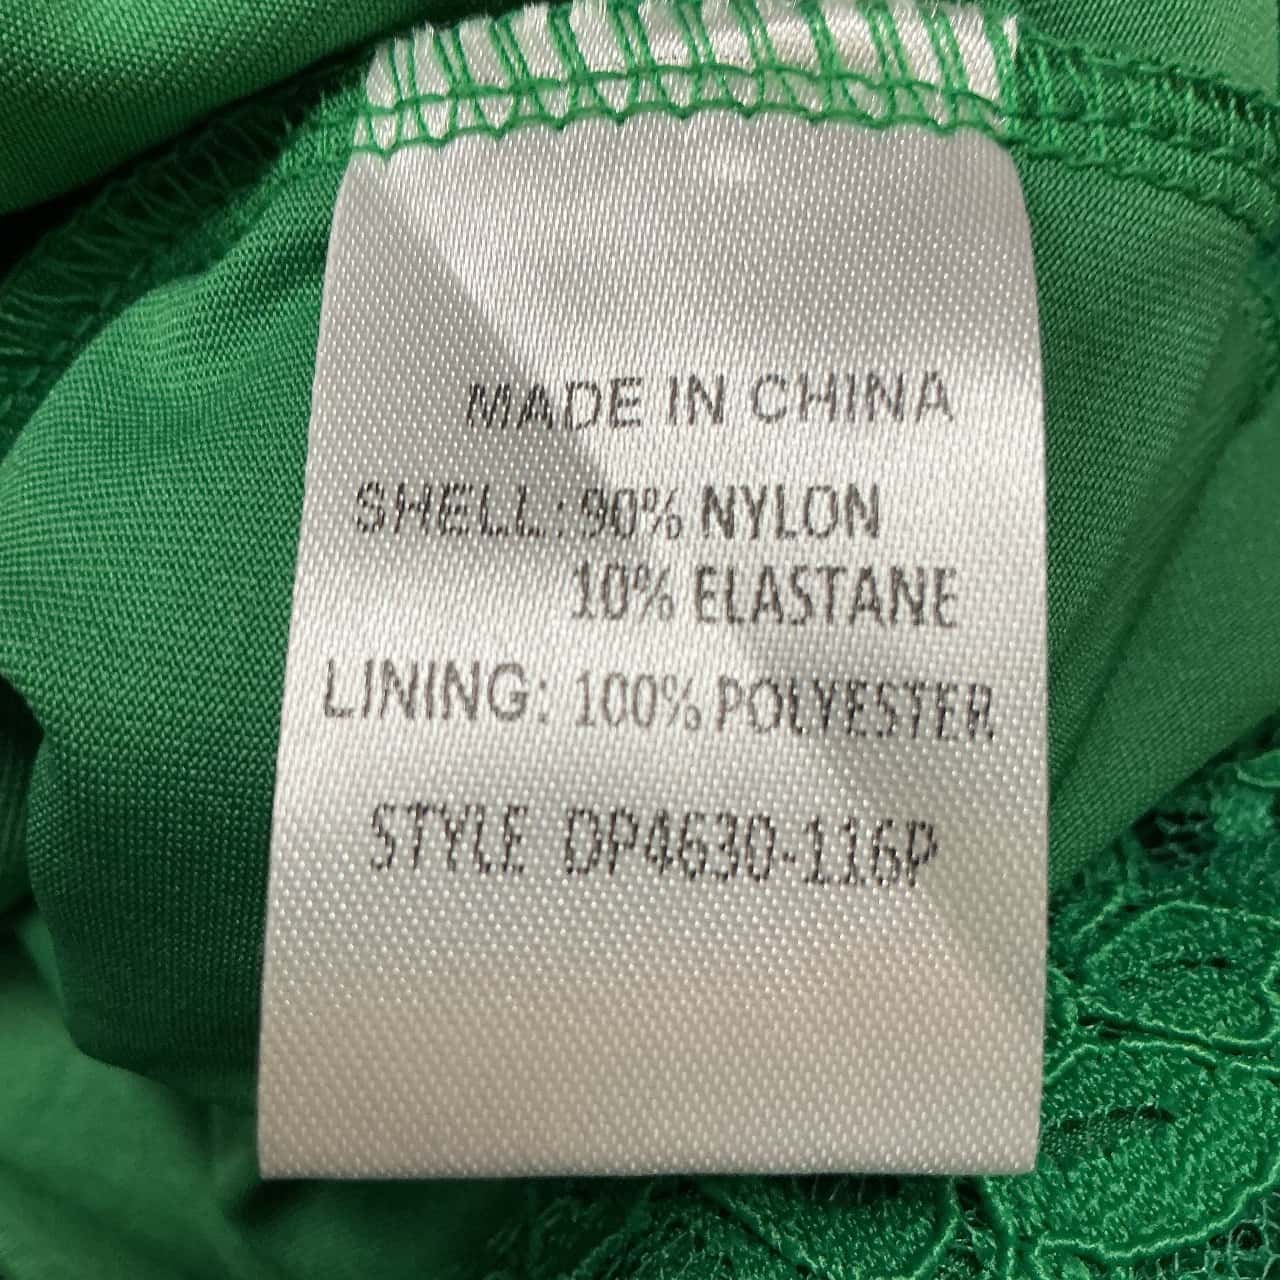 MADE IN CHINA
SHELL: 90% NYLON
10% ELASTANE
LINING: 100% POLYESTER
STYLE DP4630-116P